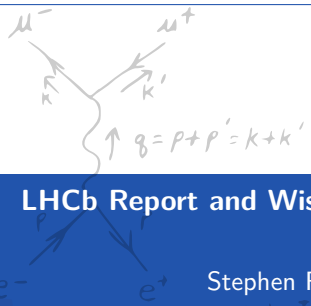 μ⁻ μ⁺
k k′
q = p + p′ = k + k′
LHCb Report and Wis
p
Stephen F
e⁻ e⁺